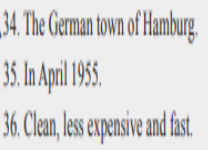 34. The German town of Hamburg.
35. In April 1955.
36. Clean, less expensive and fast.